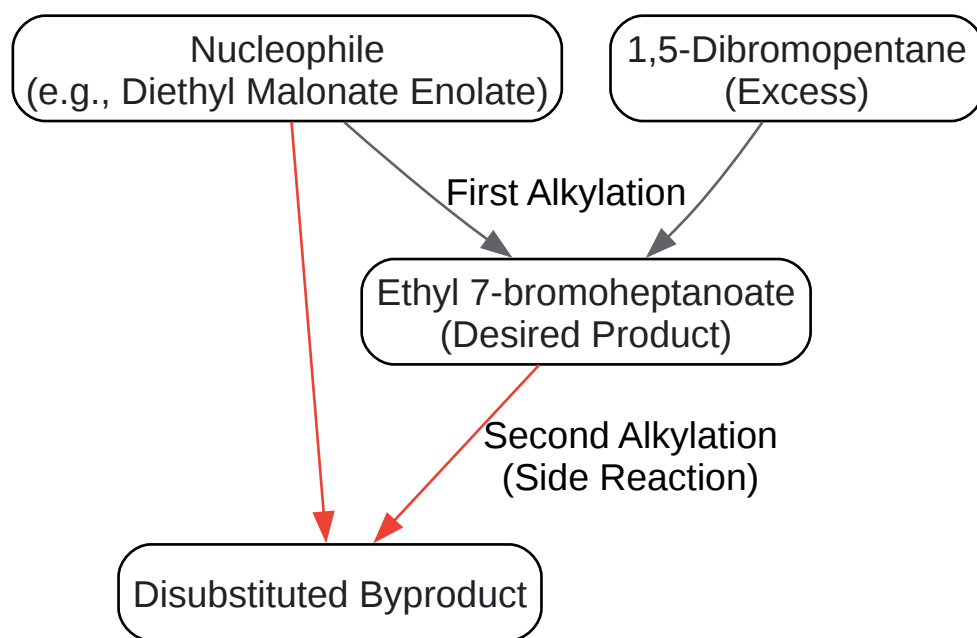 Nucleophile
(e.g., Diethyl Malonate Enolate)
1,5-Dibromopentane
(Excess)
First Alkylation
Ethyl 7-bromoheptanoate
(Desired Product)
Second Alkylation
(Side Reaction)
Disubstituted Byproduct